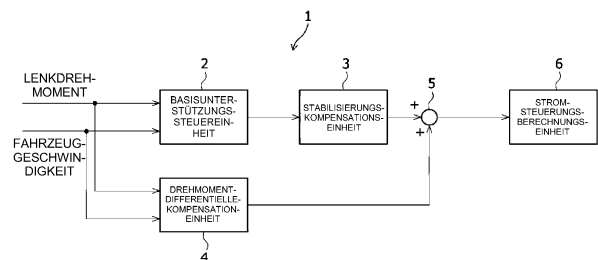 1
LENKDREH-
MOMENT
FAHRZEUG-
GESCHWIN-
DIGKEIT
2
BASISUNTER-
STÜTZUNGS-
STEUEREIN-
HEIT
3
STABILISIERUNGS-
KOMPENSATIONS-
EINHEIT
+
+
5
6
STROM-
STEUERUNGS-
BERECHNUNGS-
EINHEIT
DREHMOMENT-
DIFFERENTIELLE-
KOMPENSATION-
EINHEIT
4